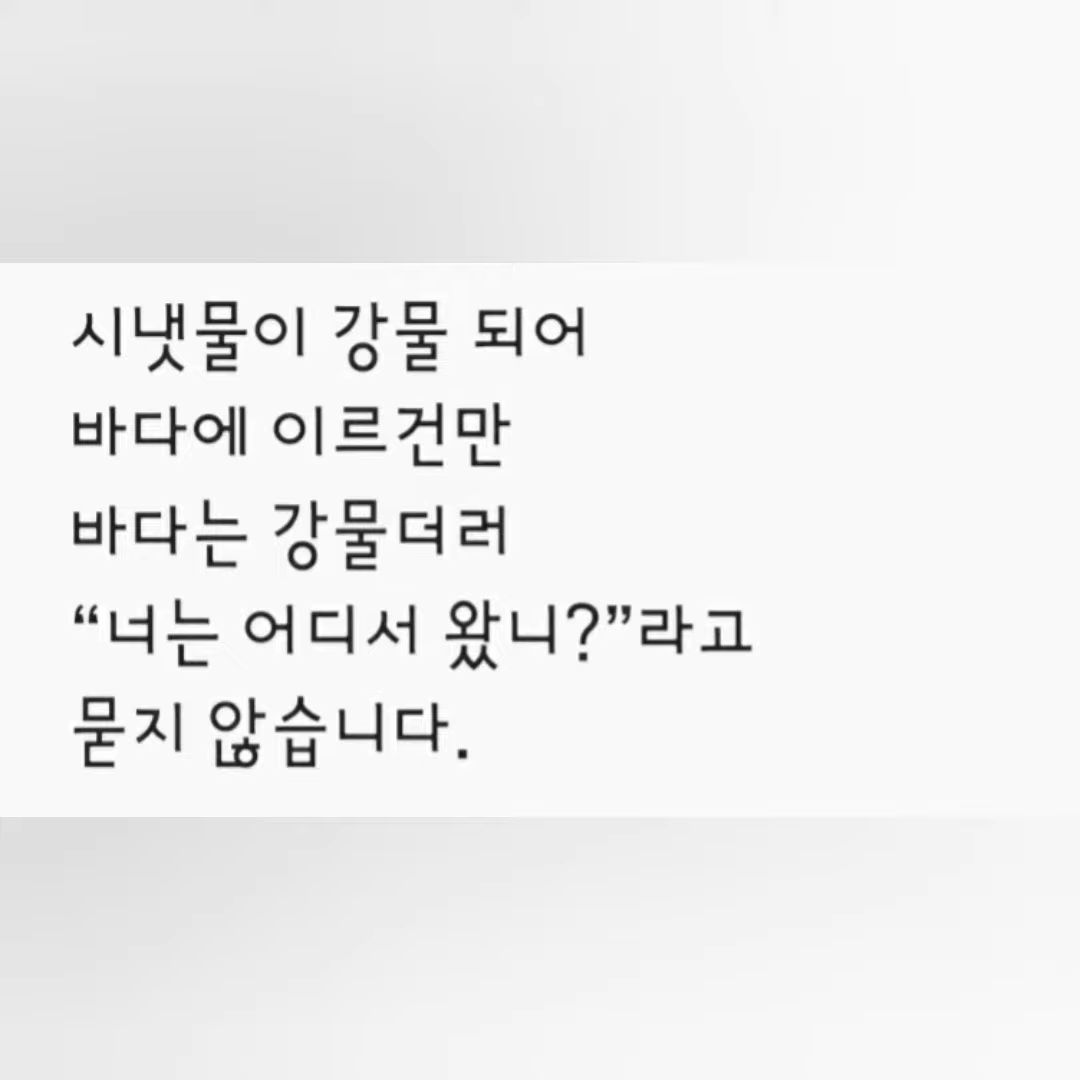 시냇물이 강물 되어
바다에 이르건만
바다는 강물더러
“너는 어디서 왔니?”라고
묻지 않습니다.